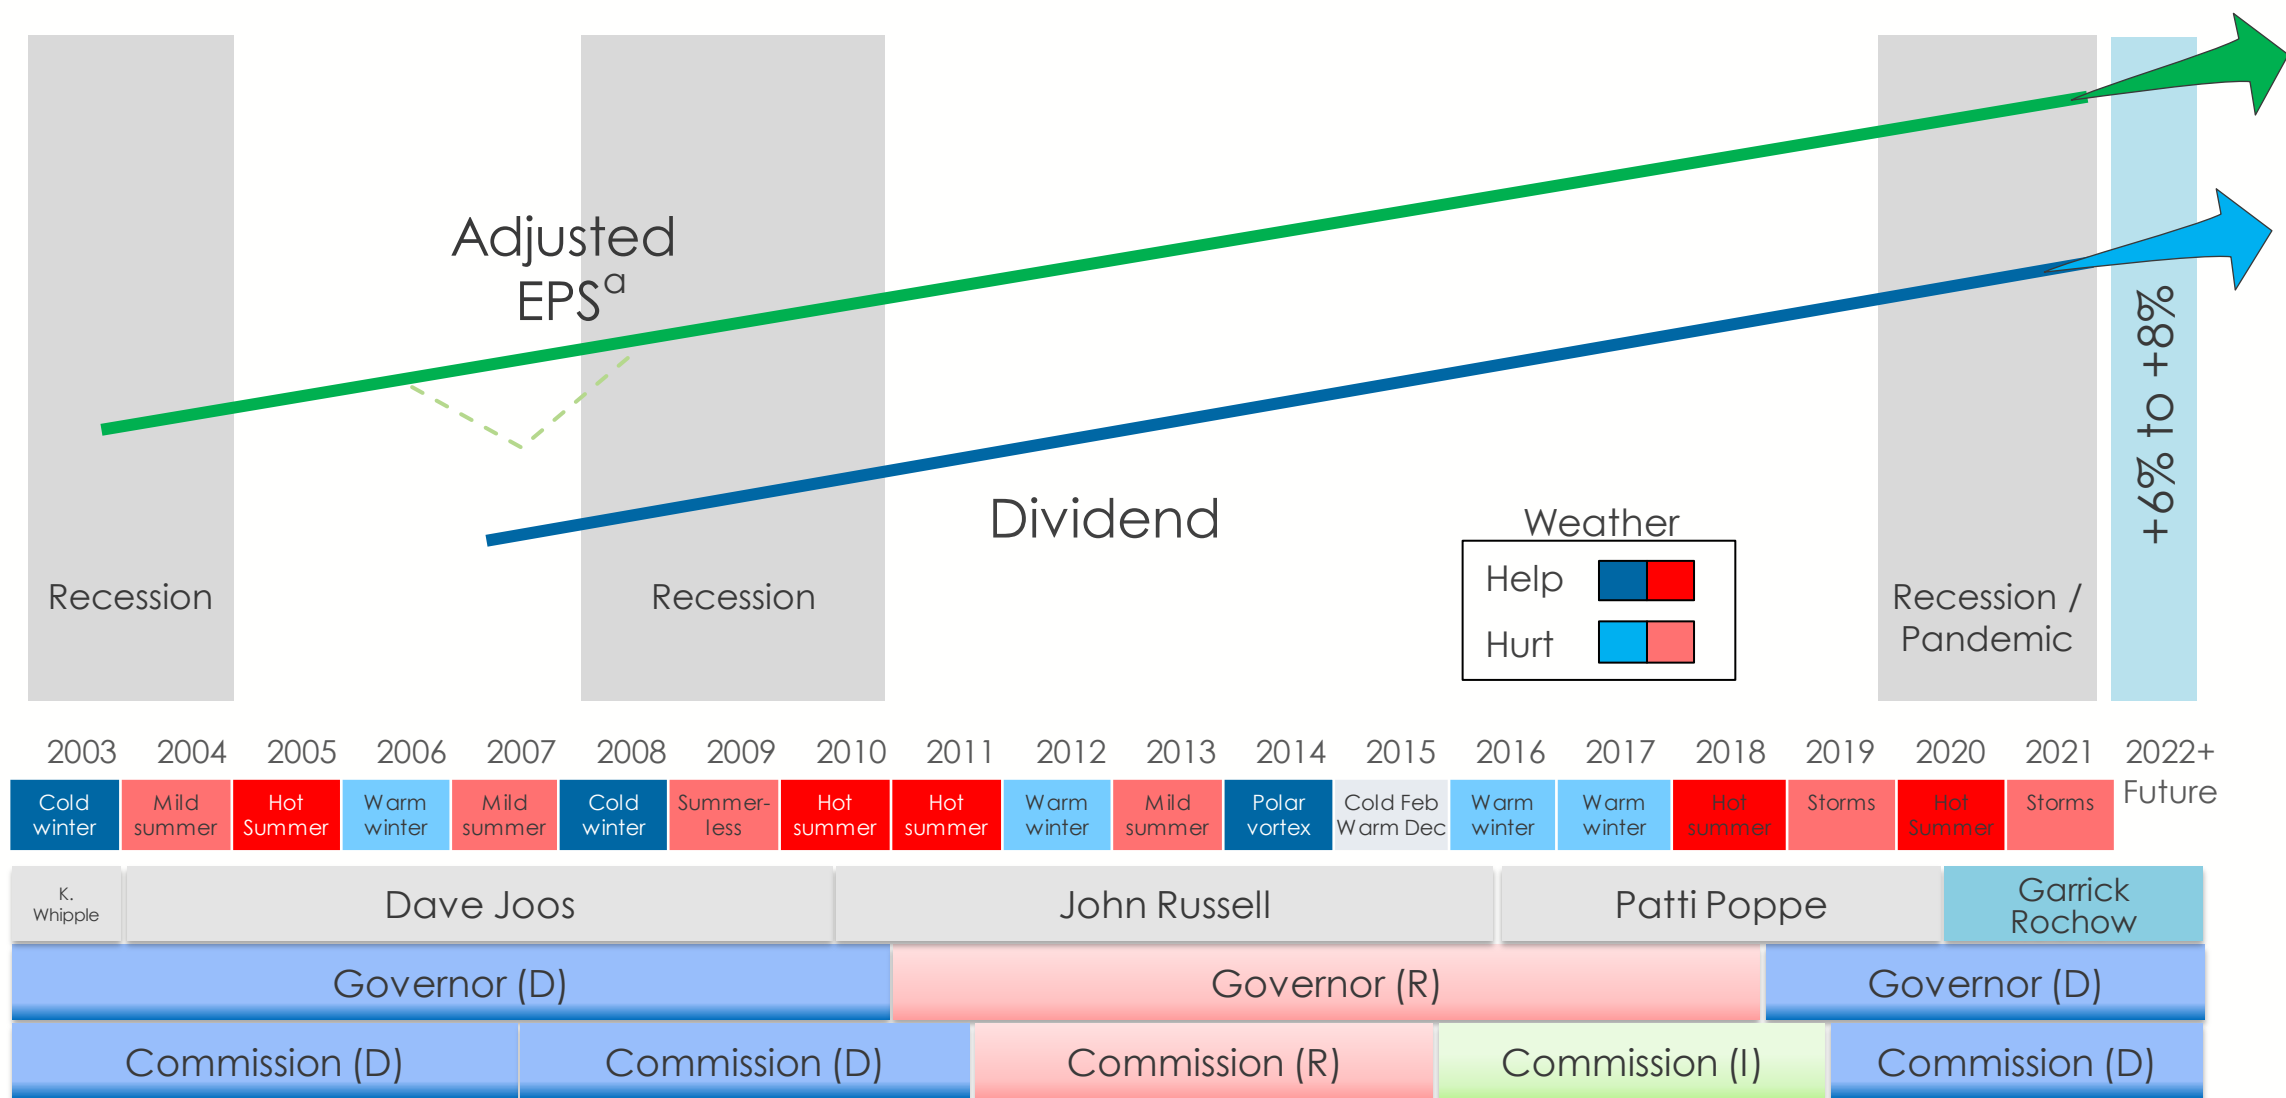 Adjusted
EPSᵃ
Dividend
+6% to +8%
Weather
Help
Hurt
Recession
Recession
Recession /
Pandemic
2003 2004 2005 2006 2007 2008 2009 2010 2011 2012 2013 2014 2015 2016 2017 2018 2019 2020 2021 2022+
Future
Cold
winter
Mild
summer
Hot
Summer
Warm
winter
Mild
summer
Cold
winter
Summer-
less
Hot
summer
Hot
summer
Warm
winter
Mild
summer
Polar
vortex
Cold Feb
Warm Dec
Warm
winter
Warm
winter
Hot
summer
Storms
Hot
Summer
Storms
K.
Whipple
Dave Joos
John Russell
Patti Poppe
Garrick
Rochow
Governor (D)
Governor (R)
Governor (D)
Commission (D)
Commission (D)
Commission (R)
Commission (I)
Commission (D)